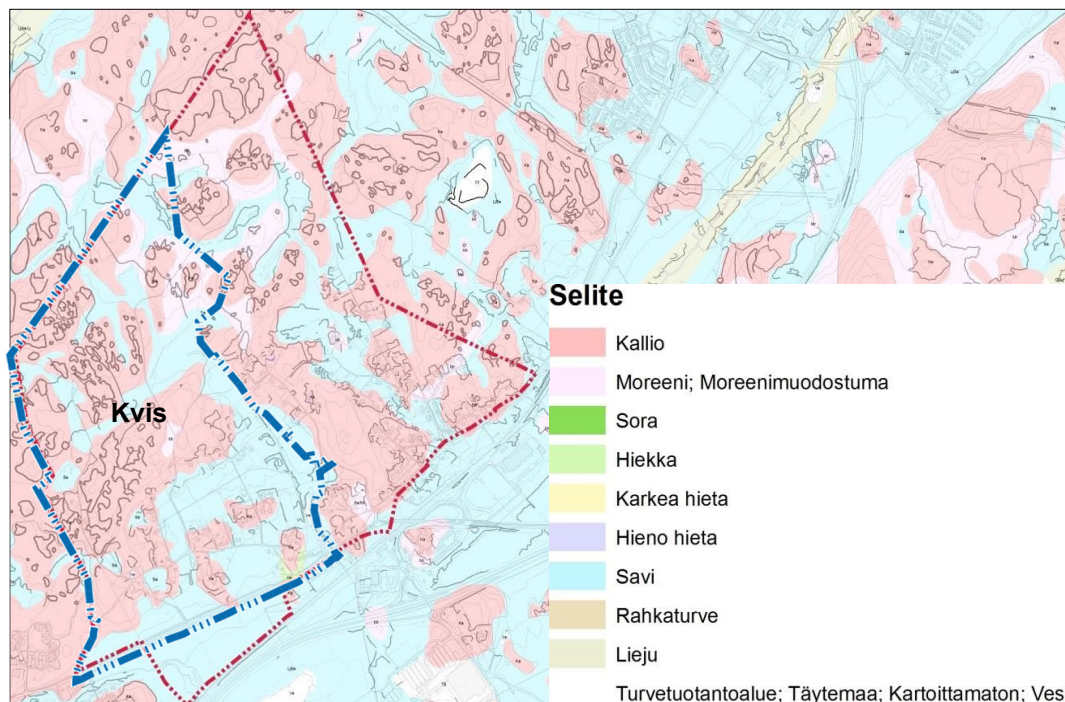 Kvis
Selite
Kallio
Moreeni; Moreenimuodostuma
Sora
Hiekka
Karkea hieta
Hieno hieta
Savi
Rahkaturve
Lieju
Turvetuotantoalue; Täytemaa; Kartoittamaton; Ves